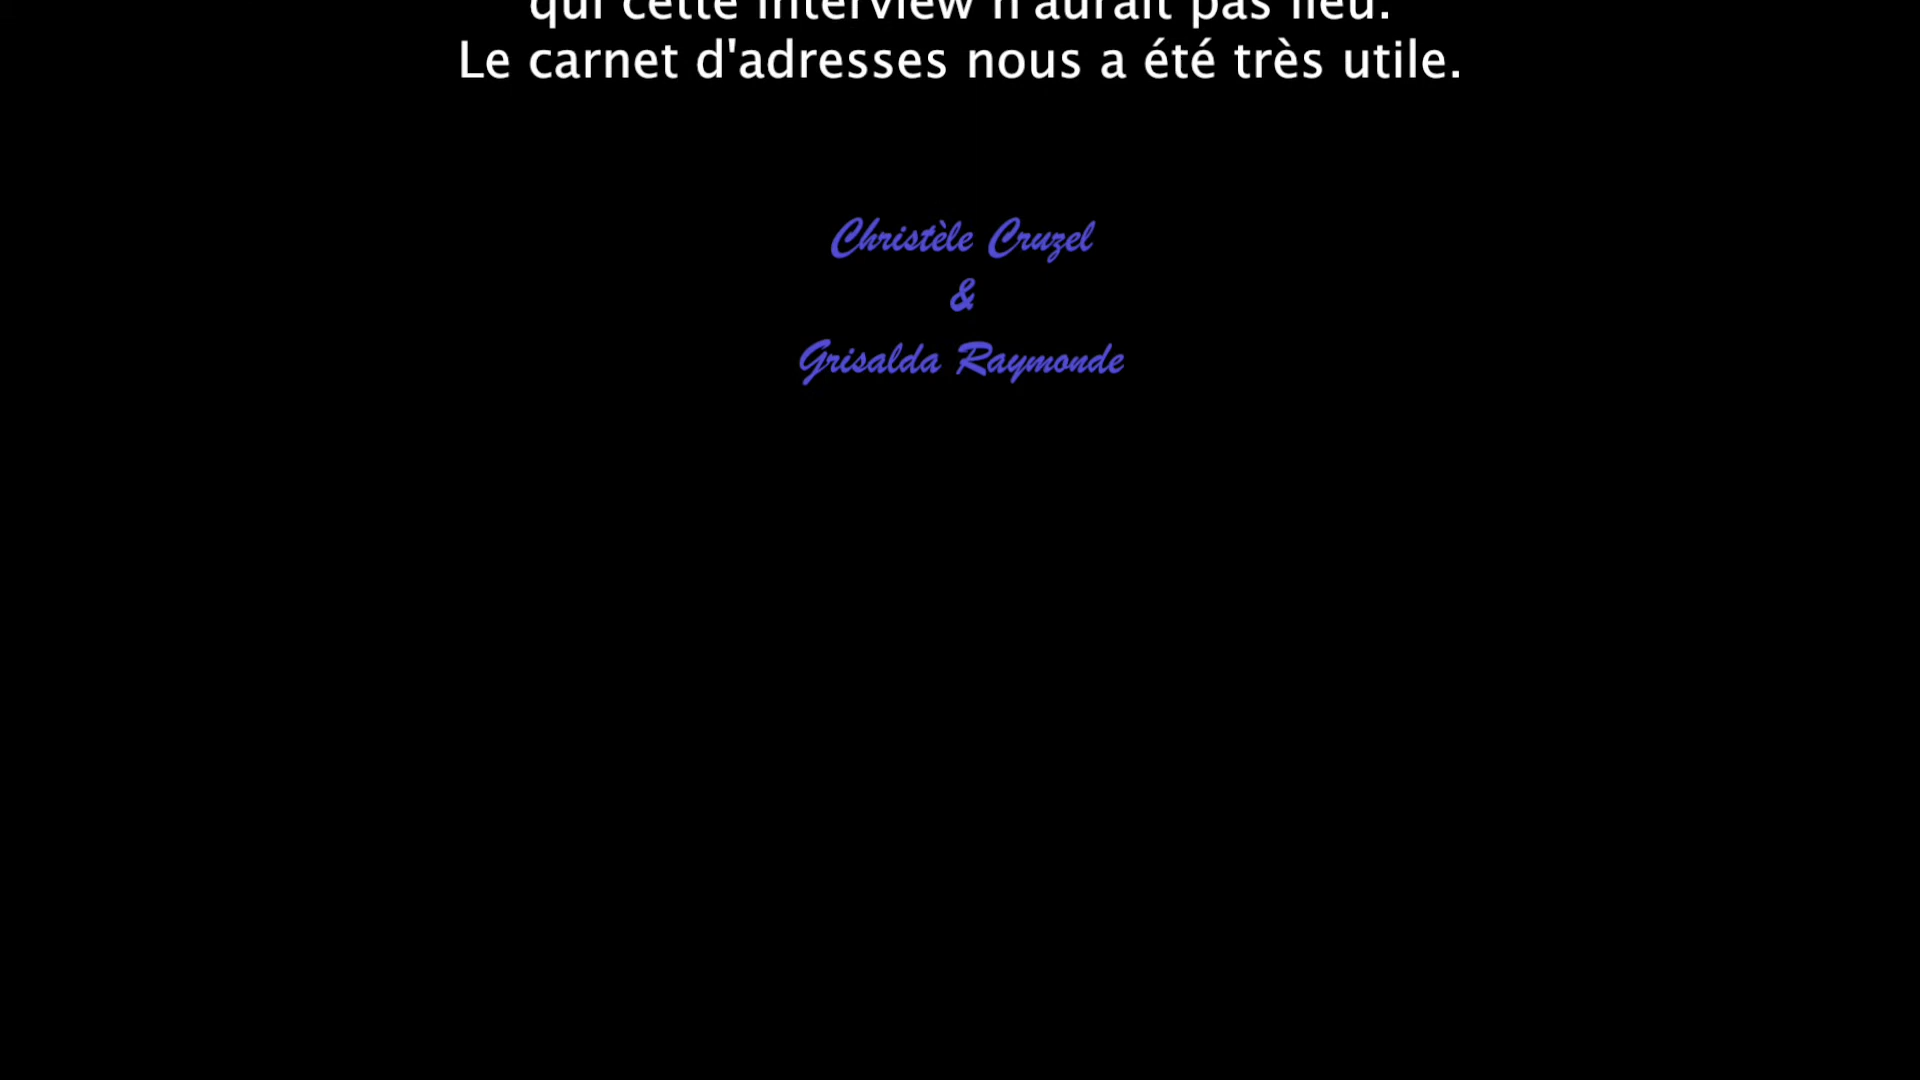 qui cette interview n'aurait pas lieu.
Le carnet d'adresses nous a été très utile.
Christèle Cruzel
&
Grisalda Raymonde